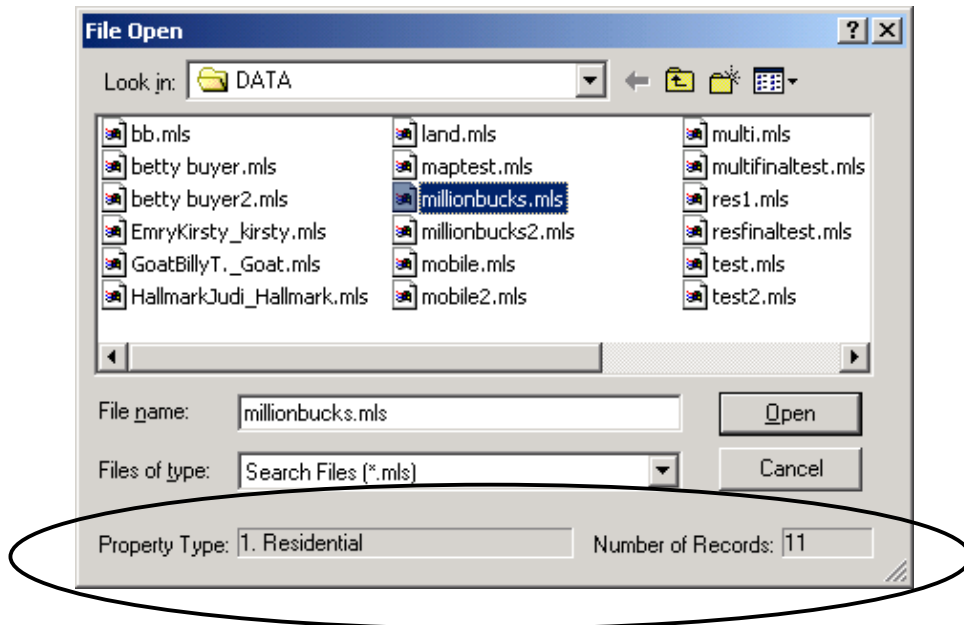 File Open
Look in: DATA
bb.mls land.mls multi.mls
betty buyer.mls maptest.mls multifinaltest.mls
betty buyer2.mls millionbucks.mls res1.mls
EmryKirsty_kirsty.mls millionbucks2.mls resfinaltest.mls
GoatBillyT._Goat.mls mobile.mls test.mls
HallmarkJudi_Hallmark.mls mobile2.mls test2.mls
File name: millionbucks.mls Open
Files of type: Search Files (*.mls) Cancel
Property Type: 1. Residential Number of Records: 11